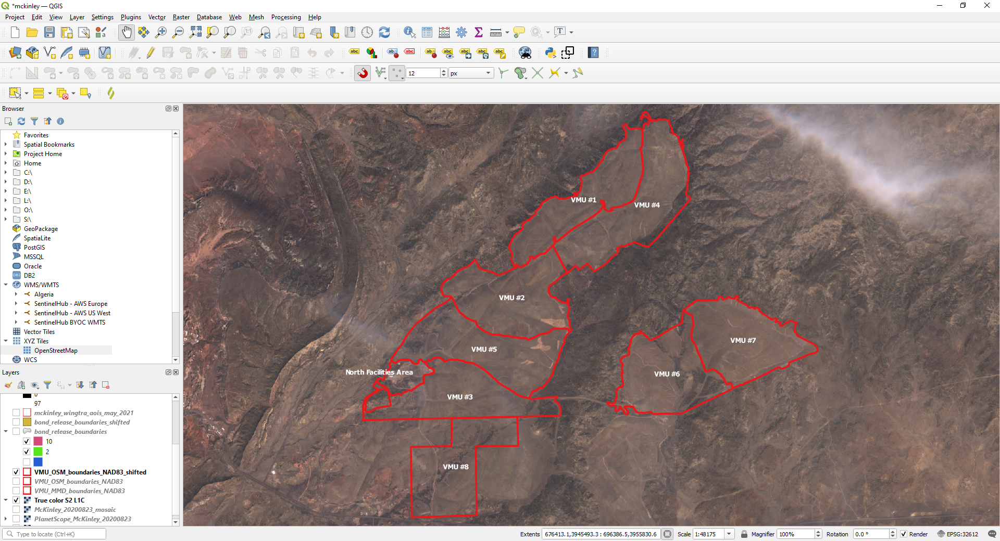 *mckinley — QGIS
Project Edit View Layer Settings Plugins Vector Raster Database Web Mesh Processing Help
12 px
Browser
Favorites
Spatial Bookmarks
Project Home
Home
C:\
D:\
E:\
L:\
O:\
S:\
GeoPackage
SpatiaLite
PostGIS
MSSQL
Oracle
DB2
WMS/WMTS
Algeria
SentinelHub - AWS Europe
SentinelHub - AWS US West
SentinelHub BYOC WMTS
Vector Tiles
XYZ Tiles
OpenStreetMap
WCS
Layers
0
97
mckinley_wingtra_aois_may_2021
bond_release_boundaries_shifted
bond_release_boundaries
10
2
VMU_OSM_boundaries_NAD83_shifted
VMU_OSM_boundaries_NAD83
VMU_MMD_boundaries_NAD83
True color S2 L1C
McKinley_20200823_mosaic
PlanetScope_McKinley_20200823
VMU #1
VMU #4
VMU #2
VMU #7
VMU #5
North Facilities Area
VMU #6
VMU #3
VMU #8
Type to locate (Ctrl+K)
Extents 676413.1,3945493.3 : 696386.5,3955830.6 Scale 1:48175 Magnifier 100% Rotation 0.0 ° Render EPSG:32612